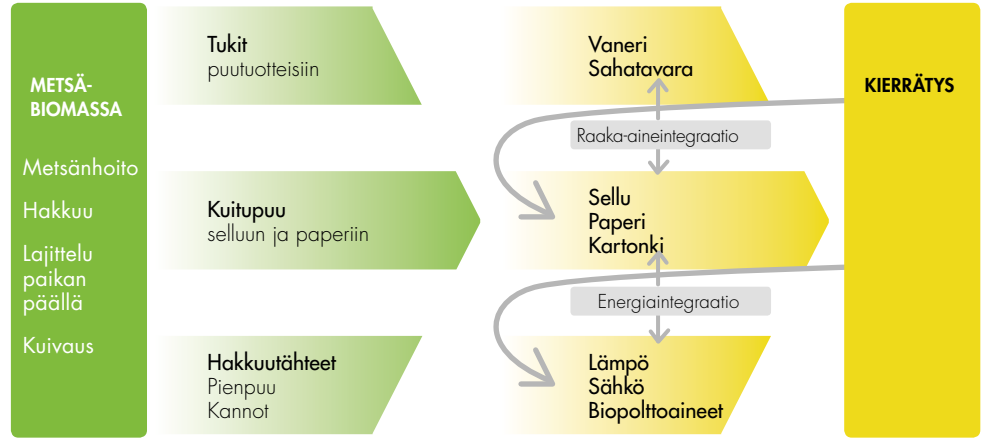 METSÄ-
BIOMASSA
Metsänhoito
Hakkuu
Lajittelu
paikan
päällä
Kuivaus
Tukit
puutuotteisiin
Kuitupuu
selluun ja paperiin
Hakkuutähteet
Pienpuu
Kannot
Vaneri
Sahatavara
Raaka-aineintegraatio
Sellu
Paperi
Kartonki
Energiaintegraatio
Lämpö
Sähkö
Biopolttoaineet
KIERRÄTYS